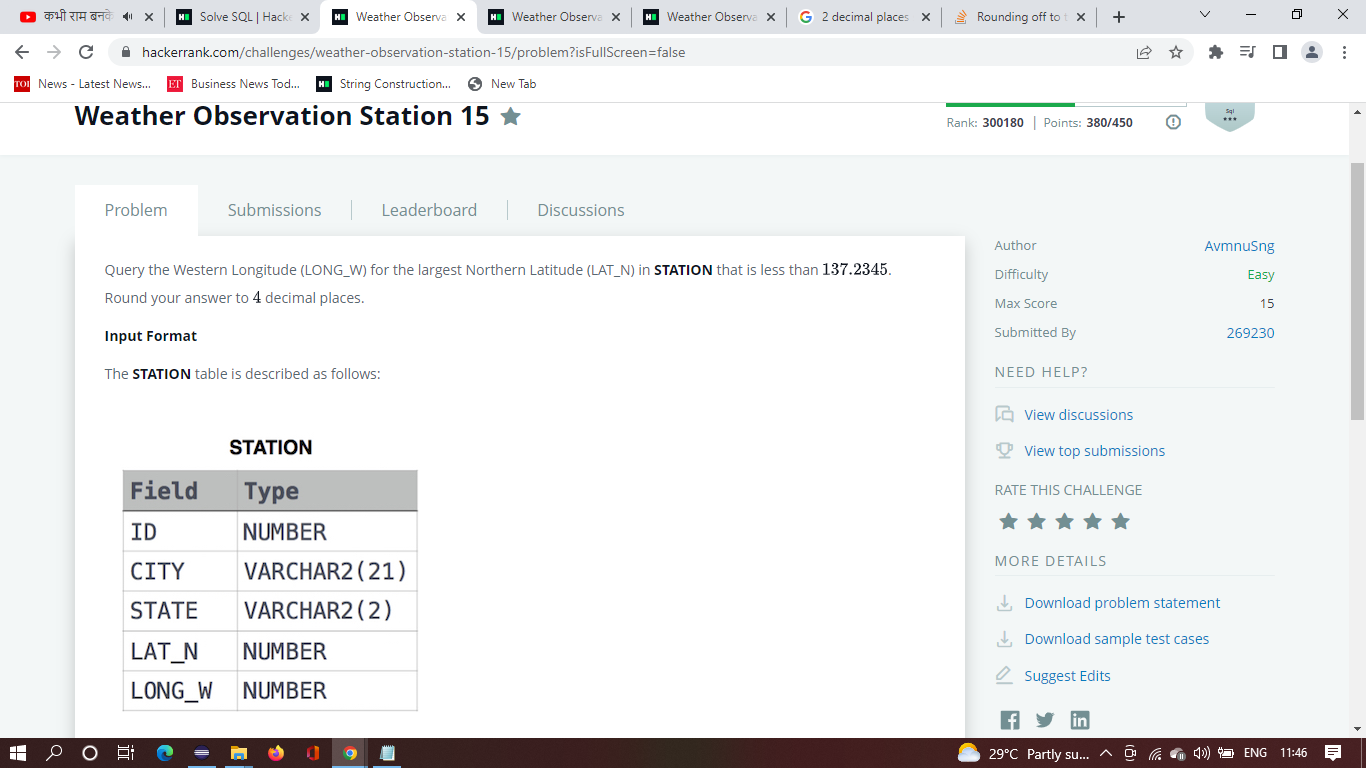 कभी राम बनके
Solve SQL | Hacke
Weather Observa
Weather Observa
Weather Observa
2 decimal places
Rounding off to t
hackerrank.com/challenges/weather-observation-station-15/problem?isFullScreen=false
TOI News - Latest News...
ET Business News Tod...
H String Construction...
New Tab
Weather Observation Station 15
Rank: 300180 | Points: 380/450
Sql
Problem
Submissions
Leaderboard
Discussions
Query the Western Longitude (LONG_W) for the largest Northern Latitude (LAT_N) in STATION that is less than 137.2345.
Round your answer to 4 decimal places.
Input Format
The STATION table is described as follows:
STATION
Field Type
ID NUMBER
CITY VARCHAR2(21)
STATE VARCHAR2(2)
LAT_N NUMBER
LONG_W NUMBER
Author AvmnuSng
Difficulty Easy
Max Score 15
Submitted By 269230
NEED HELP?
View discussions
View top submissions
RATE THIS CHALLENGE
MORE DETAILS
Download problem statement
Download sample test cases
Suggest Edits
29°C Partly su...
ENG
11:46